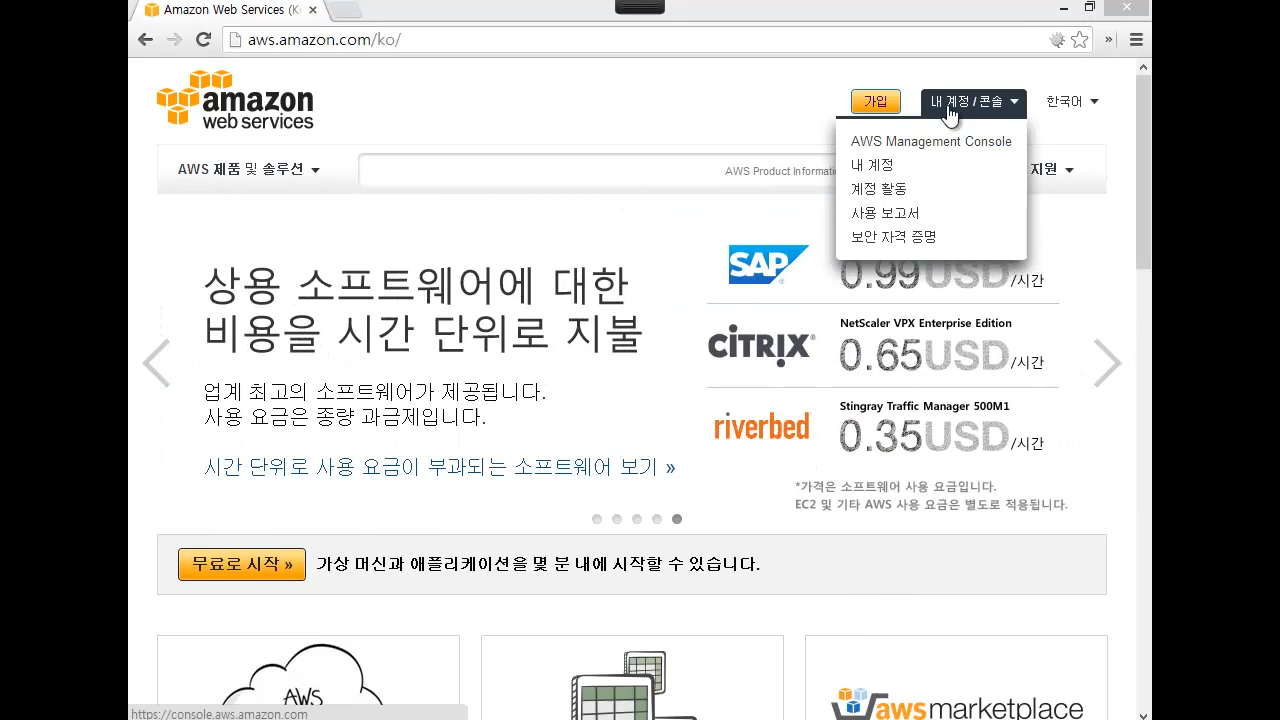 Amazon Web Services (K
aws.amazon.com/ko/
»
amazon
web services
가입
내 계정 / 콘솔
한국어
AWS Management Console
내 계정
계정 활동
사용 보고서
보안 자격 증명
AWS 제품 및 솔루션
AWS Product Informati
지원
상용 소프트웨어에 대한
비용을 시간 단위로 지불
업계 최고의 소프트웨어가 제공됩니다.
사용 요금은 종량 과금제입니다.
시간 단위로 사용 요금이 부과되는 소프트웨어 보기 »
SAP
0.99USD/시간
CITRIX
NetScaler VPX Enterprise Edition
0.65USD/시간
riverbed
Stingray Traffic Manager 500M1
0.35USD/시간
*가격은 소프트웨어 사용 요금입니다.
EC2 및 기타 AWS 사용 요금은 별도로 적용됩니다.
무료로 시작 »
가상 머신과 애플리케이션을 몇 분 내에 시작할 수 있습니다.
AWS
awsmarketplace
https://console.aws.amazon.com